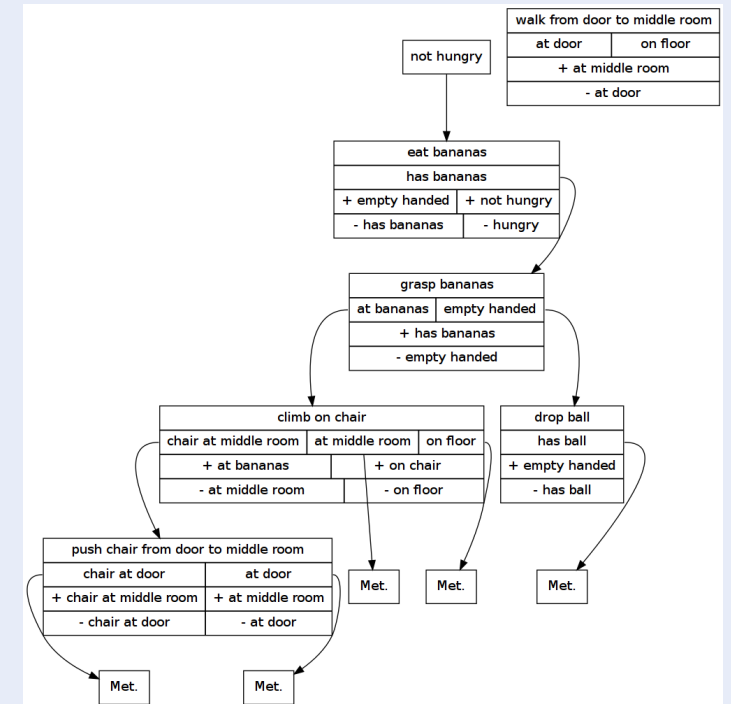 walk from door to middle room
at door on floor
+ at middle room
- at door
not hungry
eat bananas
has bananas
+ empty handed + not hungry
- has bananas - hungry
grasp bananas
at bananas empty handed
+ has bananas
- empty handed
climb on chair
chair at middle room at middle room on floor
+ at bananas + on chair
- at middle room - on floor
drop ball
has ball
+ empty handed
- has ball
push chair from door to middle room
chair at door at door
+ chair at middle room + at middle room
- chair at door - at door
Met. Met. Met.
Met. Met.